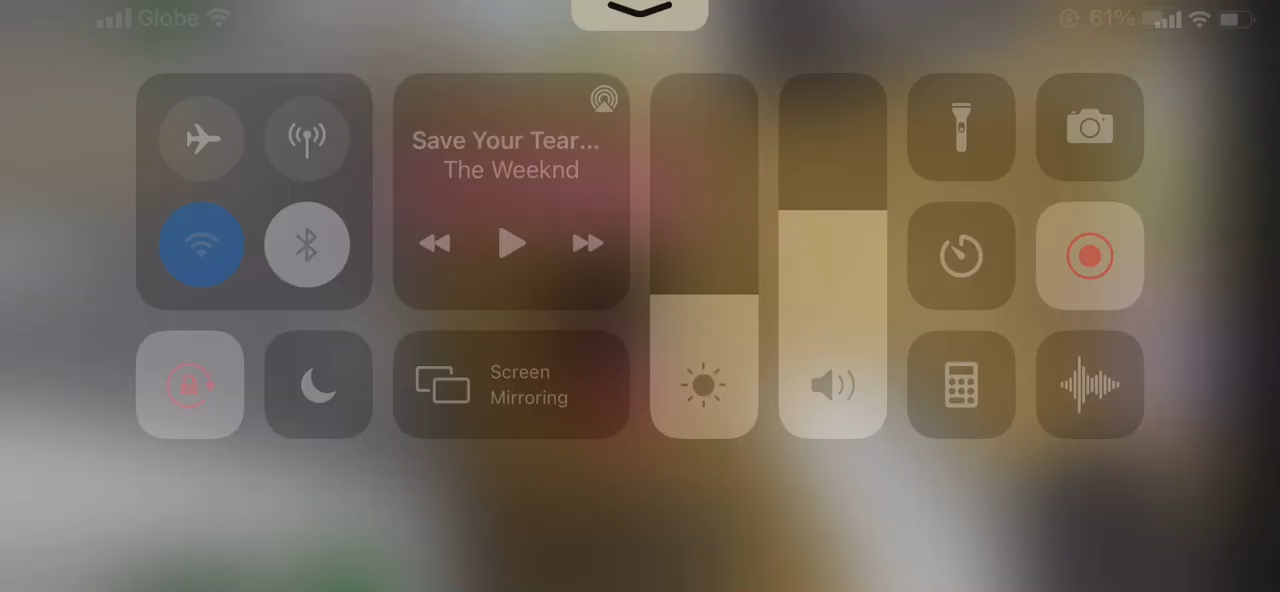 Globe
61%
Save Your Tear...
The Weeknd
Screen
Mirroring